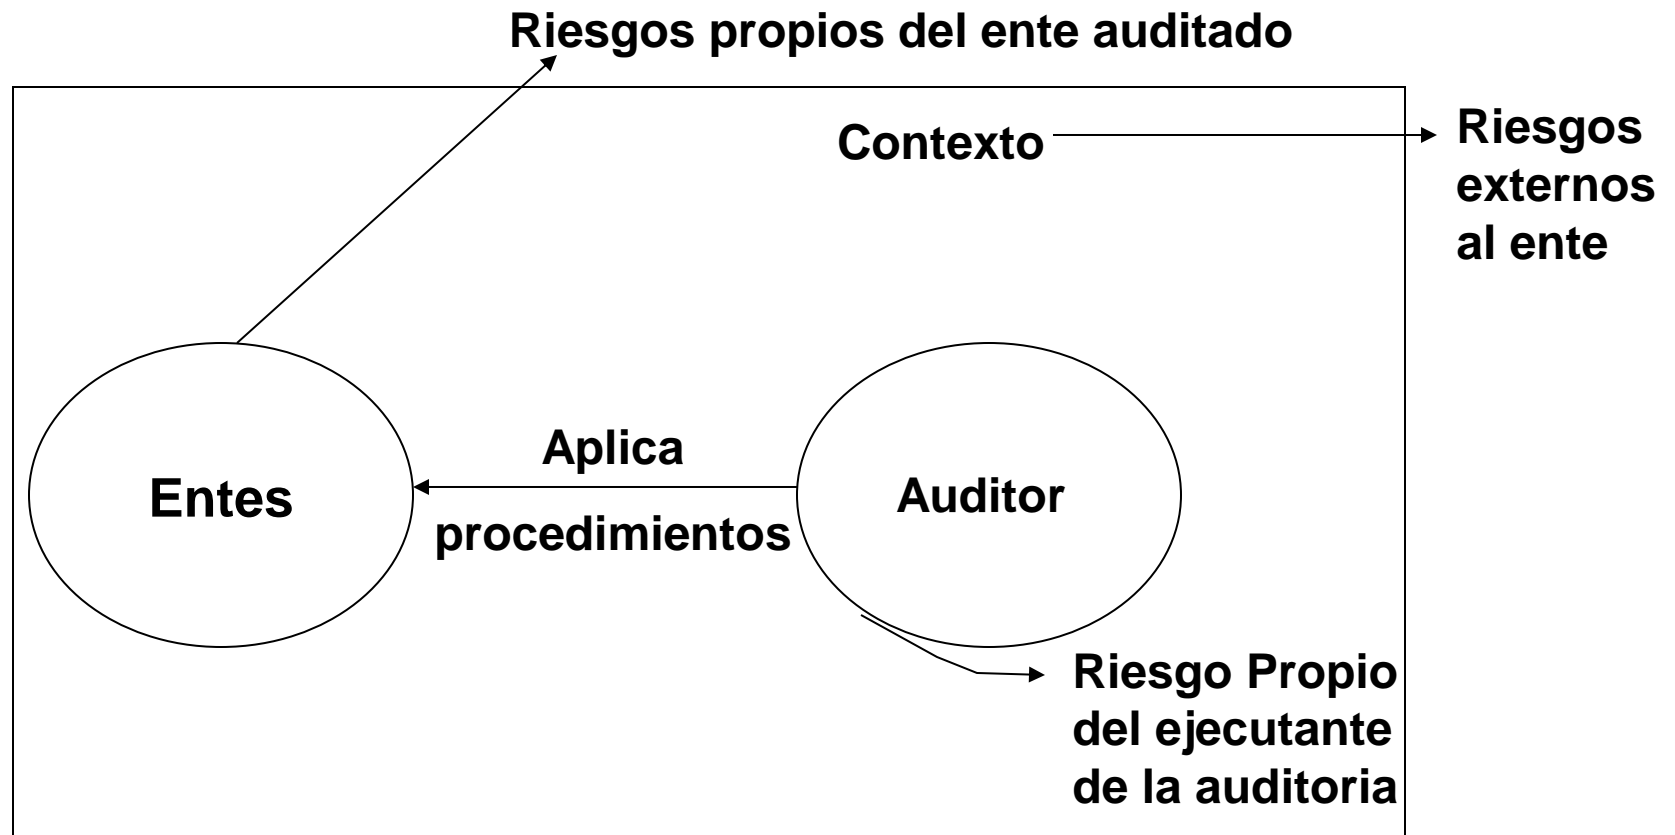 Riesgos propios del ente auditado
Contexto
Riesgos
externos
al ente
Aplica
Entes
Auditor
procedimientos
Riesgo Propio
del ejecutante
de la auditoria